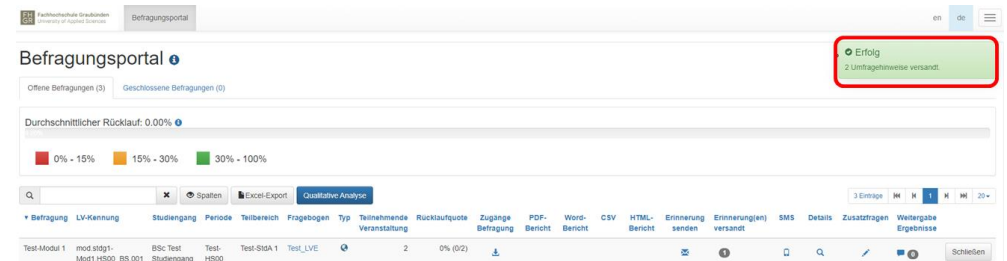 FH GR Fachhochschule Graubünden
University of Applied Sciences
Befragungsportal
en de
Befragungsportal
Erfolg
2 Umfragehinweise versandt.
Offene Befragungen (3) Geschlossene Befragungen (0)
Durchschnittlicher Rücklauf: 0.00%
0% - 15% 15% - 30% 30% - 100%
Spalten Excel-Export Qualitative Analyse 3 Einträge 1 20
Befragung LV-Kennung Studiengang Periode Teilbereich Fragebogen Typ Teilnehmende Rücklaufquote Zugänge PDF- Word- CSV HTML- Erinnerung Erinnerung(en) SMS Details Zusatzfragen Weitergabe
Veranstaltung Befragung Bericht Bericht Bericht senden versandt Ergebnisse
Test-Modul 1 mod.stdg1- BSc Test Test- Test-StdA 1 Test_LVE 2 0% (0/2) 1 0 Schließen
Mod1.HS00_BS.001 Studiengang HS00